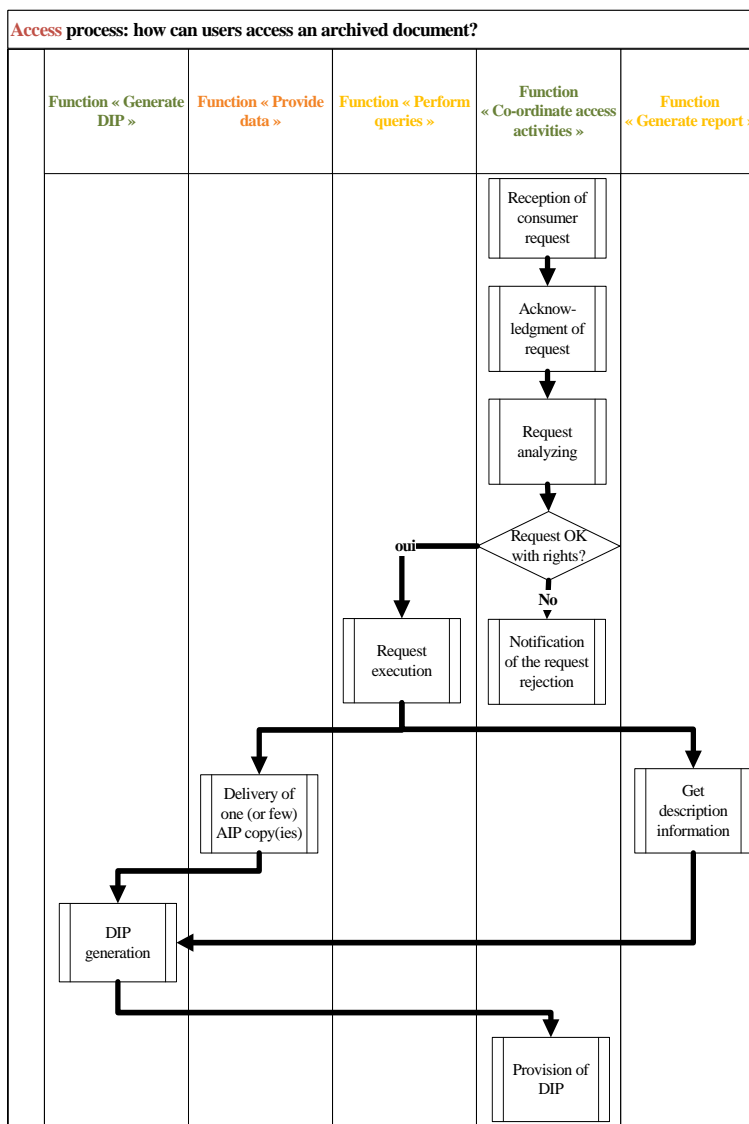 Access process: how can users access an archived document?
Function « Generate
DIP »
Function « Provide
data »
Function « Perform
queries »
Function
« Co-ordinate access
activities »
Function
« Generate report »
Reception of
consumer
request
Acknow-
ledgment of
request
Request
analyzing
Request OK
with rights?
oui
No
Request
execution
Notification
of the request
rejection
Delivery of
one (or few)
AIP copy(ies)
Get
description
information
DIP
generation
Provision of
DIP